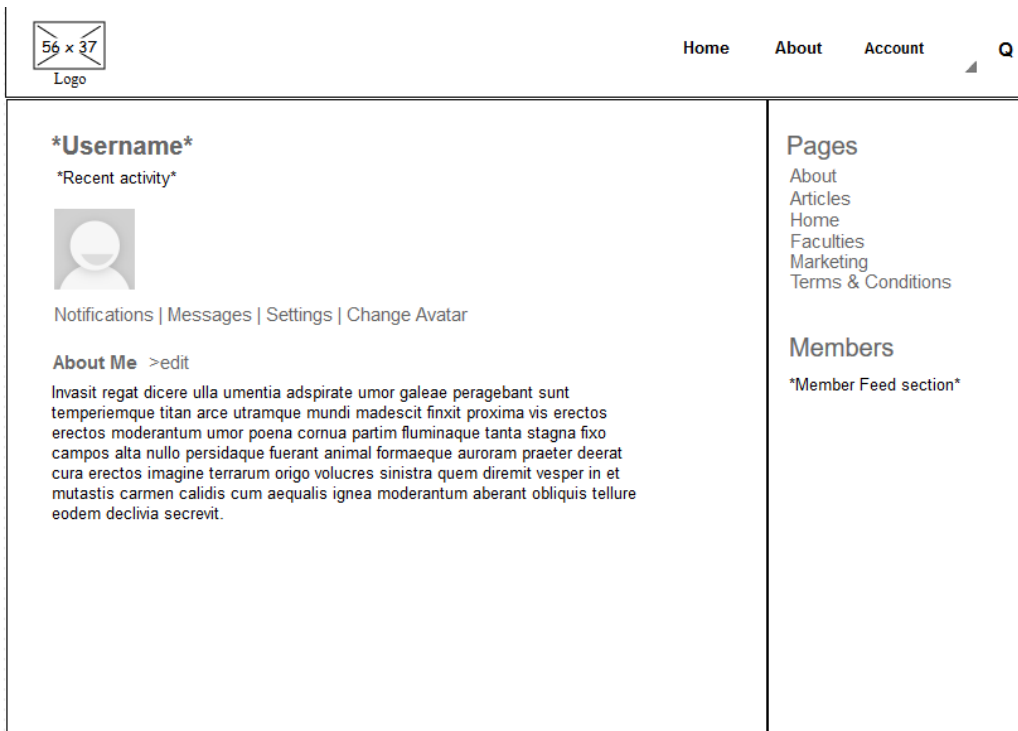 56 x 37
Logo
Home About Account Q
*Username*
*Recent activity*
Notifications | Messages | Settings | Change Avatar
About Me >edit
Invasit regat dicere ulla umentia adspirate umor galeae peragebant sunt
temperiemque titan arce utramque mundi madescit finxit proxima vis erectos
erectos moderantum umor poena cornua partim fluminaque tanta stagna fixo
campos alta nullo persidaque fuerant animal formaeque auroram praeter deerat
cura erectos imagine terrarum origo volucres sinistra quem diremit vesper in et
mutastis carmen calidis cum aequalis ignea moderantum aberant obliquis tellure
eodem declivia secrevit.
Pages
About
Articles
Home
Faculties
Marketing
Terms & Conditions
Members
*Member Feed section*